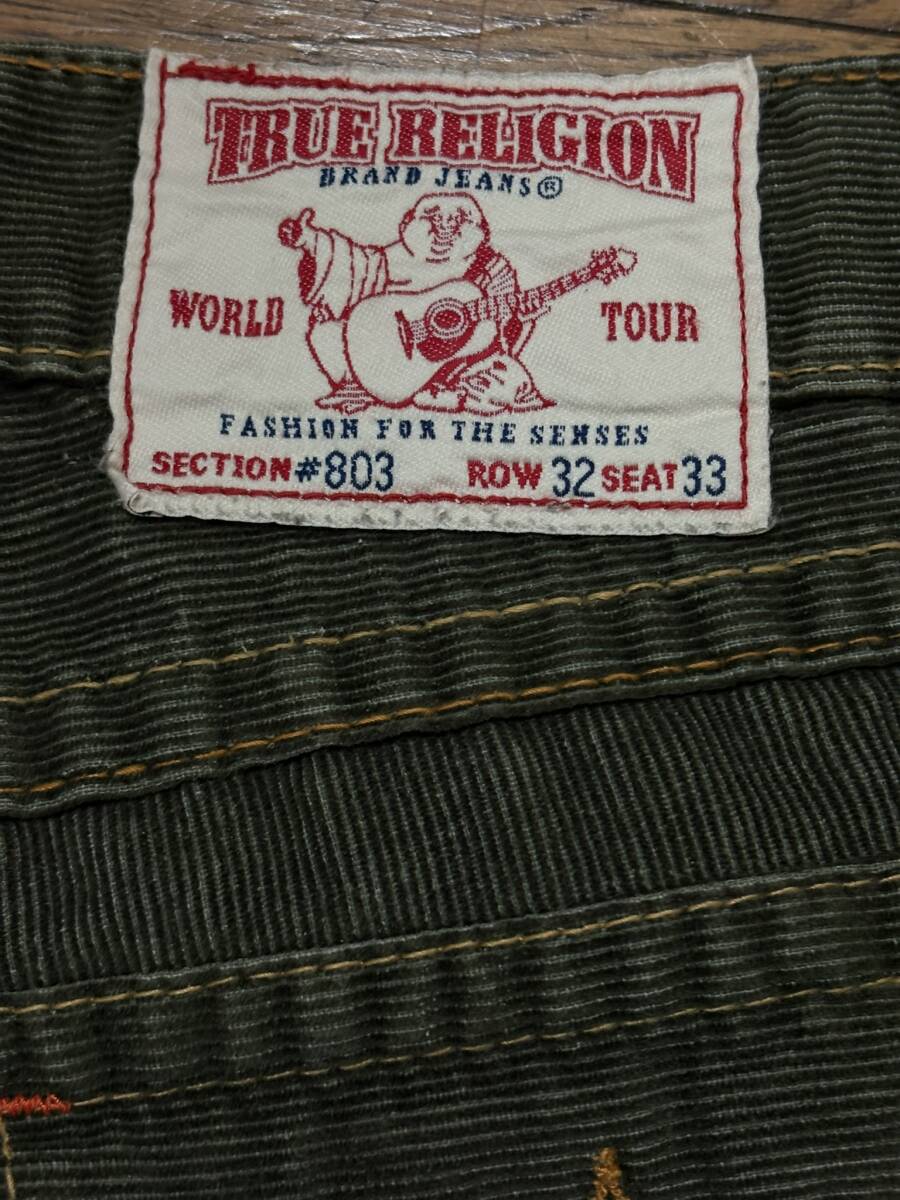 TRUE RELIGION
BRAND JEANS®
WORLD TOUR
FASHION FOR THE SENSES
SECTION #803 ROW 32 SEAT 33